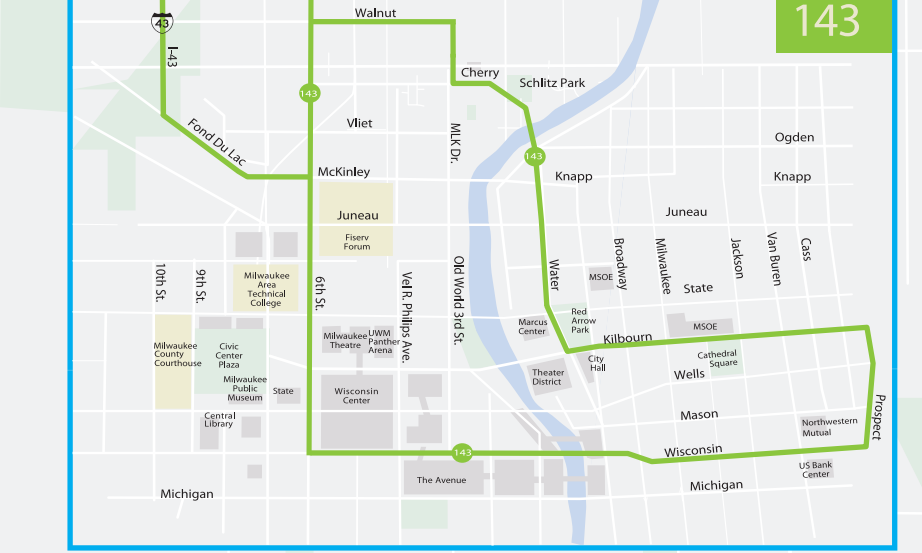 Walnut
143
43
I-43
Cherry
Schlitz Park
143
Fond Du Lac
Vliet
MLK Dr.
Ogden
143
McKinley
Knapp
Knapp
Juneau
Juneau
Fiserv
Forum
10th St.
9th St.
Milwaukee
Area
Technical
College
6th St.
Vel R. Philips Ave.
Old World 3rd St.
Water
MSOE
Broadway
Milwaukee
State
Jackson
Van Buren
Cass
Marcus
Center
Red
Arrow
Park
MSOE
Kilbourn
Milwaukee
County
Courthouse
Civic
Center
Plaza
Milwaukee
Theatre
UWM
Panther
Arena
City
Hall
Cathedral
Square
Theater
District
Wells
Milwaukee
Public
Museum
State
Wisconsin
Center
Central
Library
Mason
Northwestern
Mutual
Prospect
143
Wisconsin
The Avenue
US Bank
Center
Michigan
Michigan